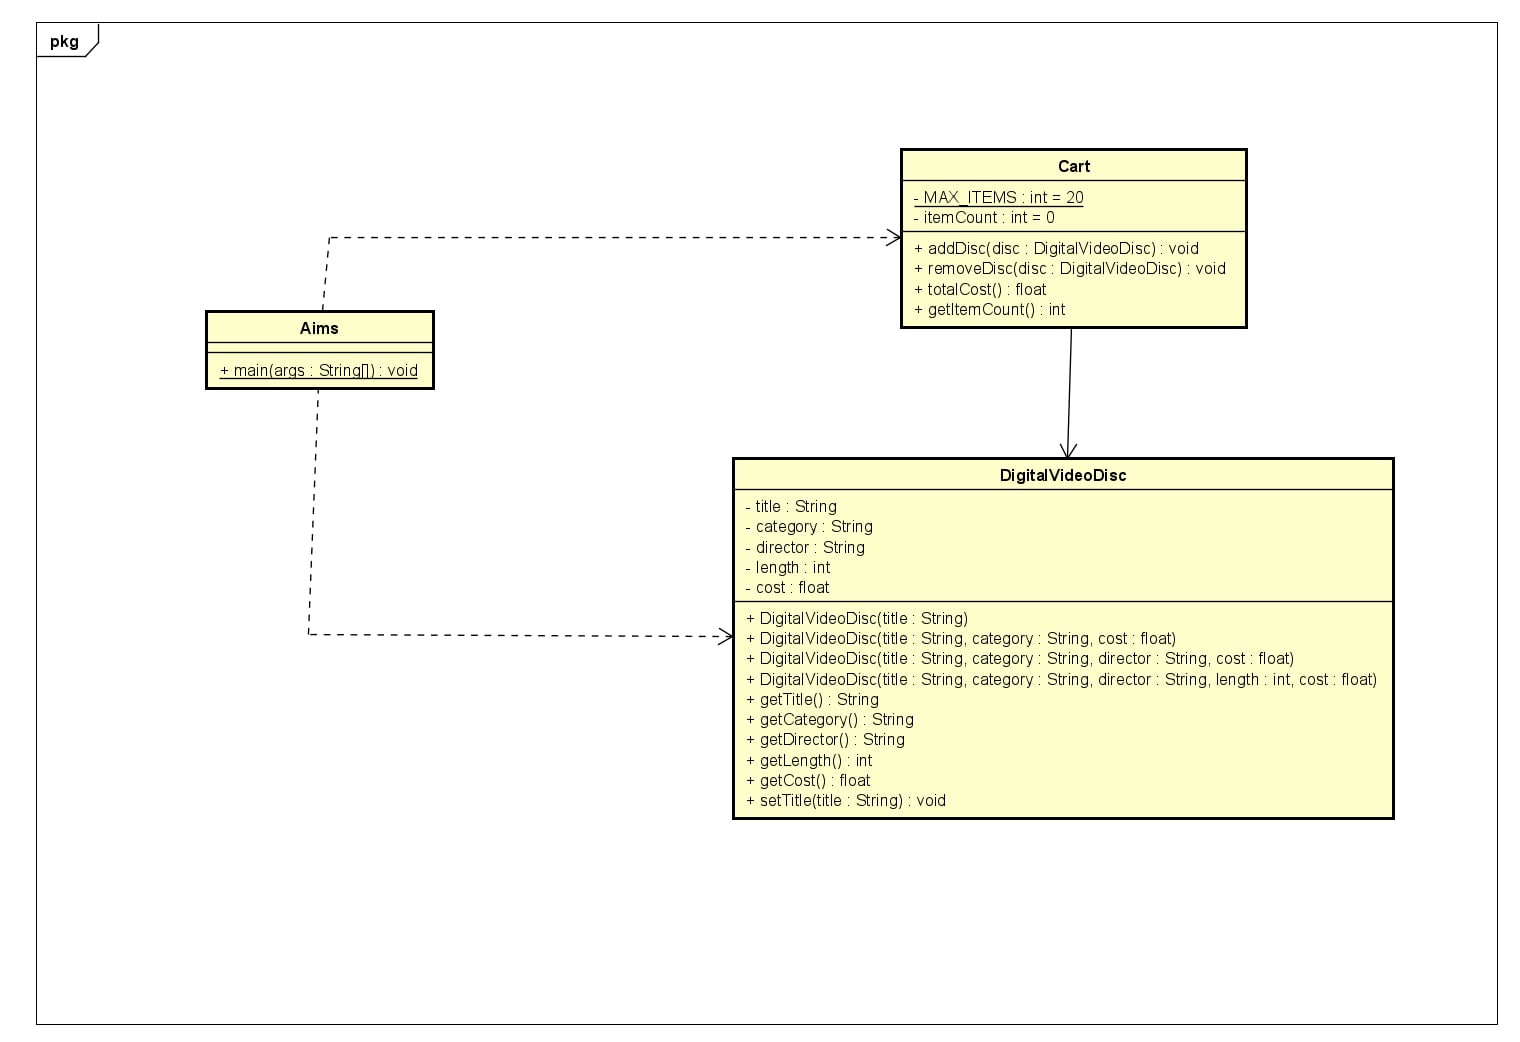 pkg
Cart
- MAX_ITEMS : int = 20
- itemCount : int = 0
+ addDisc(disc : DigitalVideoDisc) : void
+ removeDisc(disc : DigitalVideoDisc) : void
+ totalCost() : float
+ getItemCount() : int
Aims
+ main(args : String[]) : void
DigitalVideoDisc
- title : String
- category : String
- director : String
- length : int
- cost : float
+ DigitalVideoDisc(title : String)
+ DigitalVideoDisc(title : String, category : String, cost : float)
+ DigitalVideoDisc(title : String, category : String, director : String, cost : float)
+ DigitalVideoDisc(title : String, category : String, director : String, length : int, cost : float)
+ getTitle() : String
+ getCategory() : String
+ getDirector() : String
+ getLength() : int
+ getCost() : float
+ setTitle(title : String) : void